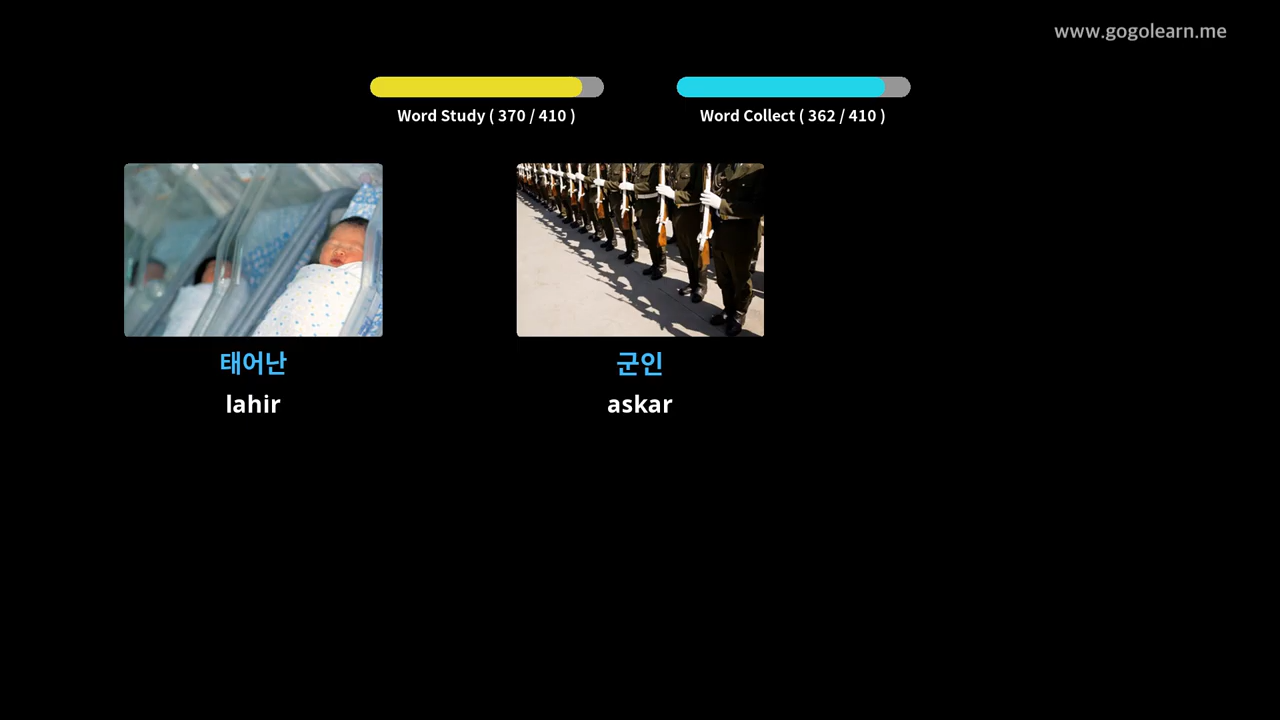 www.gogolearn.me
Word Study ( 370 / 410 )
Word Collect ( 362 / 410 )
태어난
lahir
군인
askar